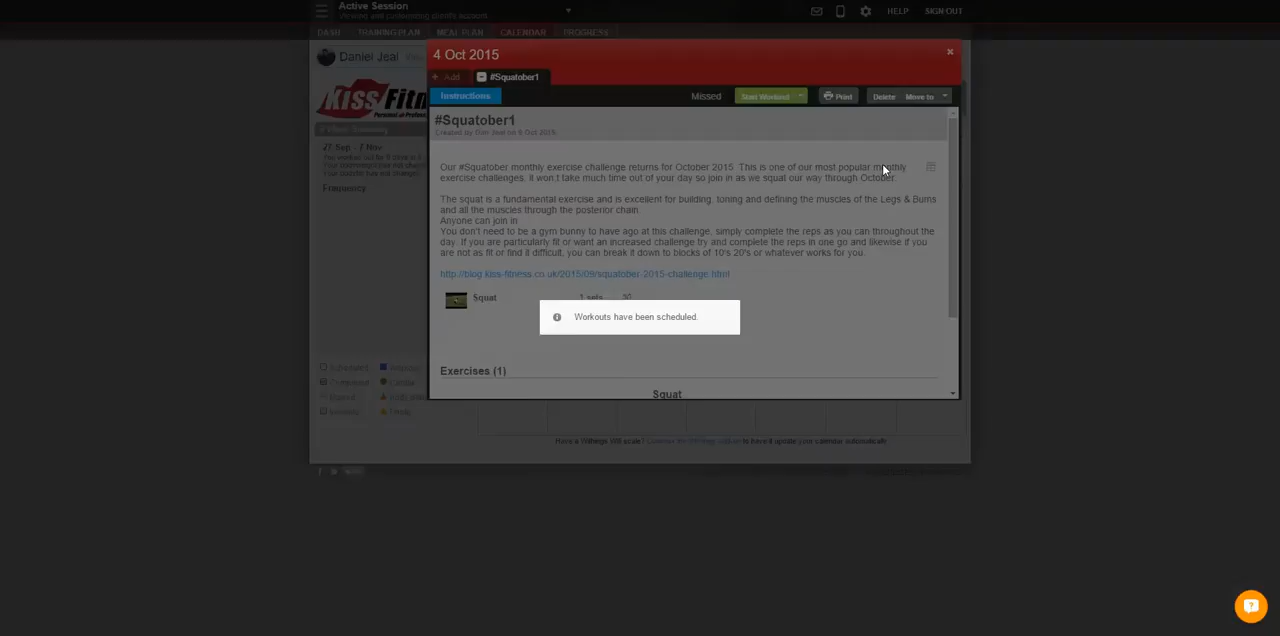 Active Session
HELP
SIGN OUT
DASH
TRAINING PLAN
MEAL PLAN
CALENDAR
PROGRESS
Daniel Jeal
4 Oct 2015
+ Add
#Squatober1
Instructions
Missed
Start Workout
Print
Delete
Move to
#Squatober1
27 Sep - 7 Nov
Frequency
Our #Squatober monthly exercise challenge returns for October 2015. This is one of our most popular monthly
exercise challenges, it won't take much time out of your day so join in as we squat our way through October.
The squat is a fundamental exercise and is excellent for building, toning and defining the muscles of the Legs & Bums
and all the muscles through the posterior chain.
Anyone can join in
You don't need to be a gym bunny to have ago at this challenge, simply complete the reps as you can throughout the
day. If you are particularly fit or want an increased challenge try and complete the reps in one go and likewise if you
are not as fit or find it difficult, you can break it down to blocks of 10's 20's or whatever works for you.
http://blog.kiss-fitness.co.uk/2015/09/squatober-2015-challenge.html
Squat
1 sets
30
Workouts have been scheduled.
Exercises (1)
Squat